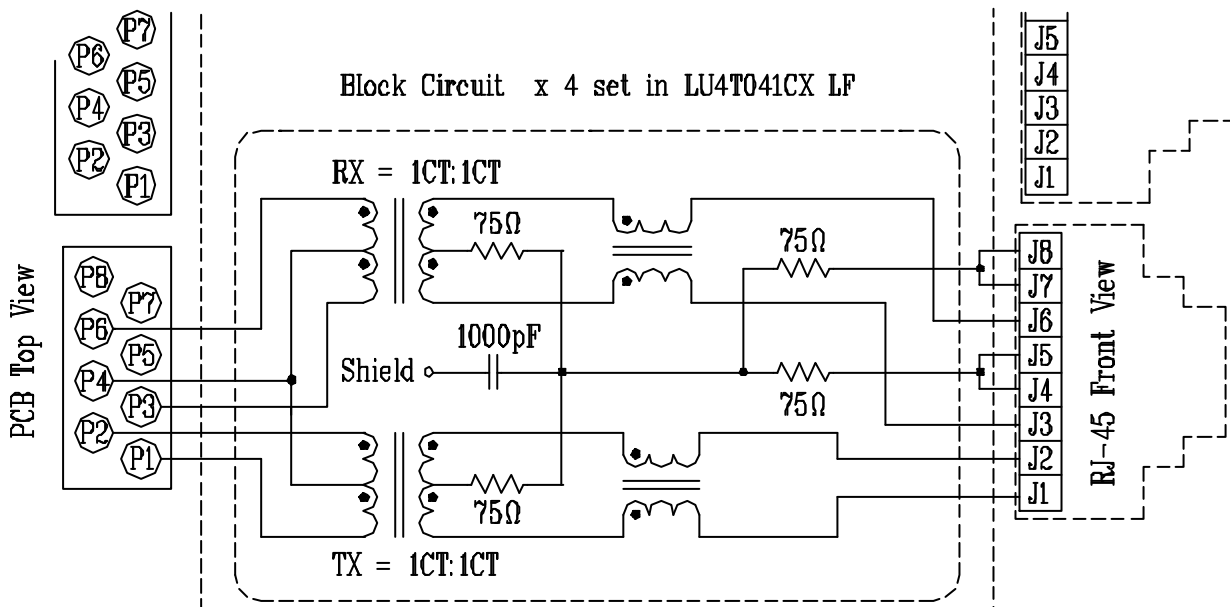 P7
P6
P5
P4
P3
P2
P1
Block Circuit x 4 set in LU4T041CX LF
J5
J4
J3
J2
J1
PCB Top View
P8
P7
P6
P5
P4
P3
P2
P1
RX = 1CT:1CT
75Ω
75Ω
1000pF
Shield
75Ω
75Ω
TX = 1CT:1CT
J8
J7
J6
J5
J4
J3
J2
J1
RJ-45 Front View